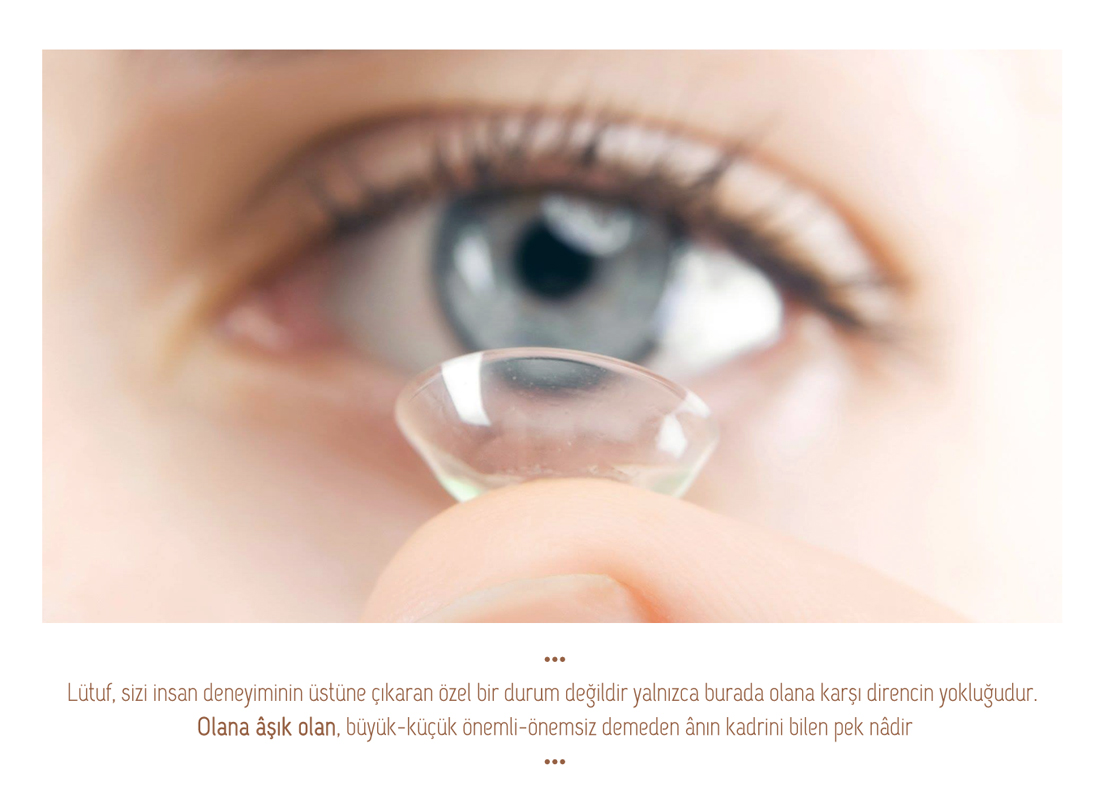 •••
Lütuf, sizi insan deneyiminin üstüne çıkaran özel bir durum değildir yalnızca burada olana karşı direncin yokluğudur.
Olana âşık olan, büyük-küçük önemli-önemsiz demeden ânın kadrini bilen pek nâdir
•••